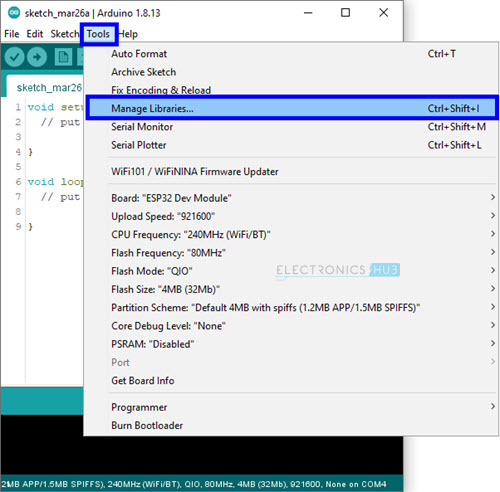 sketch_mar26a | Arduino 1.8.13
File Edit Sketch Tools Help
sketch_mar26
1 void setu
2 // put
3
4 }
5
6 void loop
7 // put
8
9 }
Auto Format Ctrl+T
Archive Sketch
Fix Encoding & Reload
Manage Libraries... Ctrl+Shift+I
Serial Monitor Ctrl+Shift+M
Serial Plotter Ctrl+Shift+L
WiFi101 / WiFiNINA Firmware Updater
Board: "ESP32 Dev Module"
Upload Speed: "921600"
CPU Frequency: "240MHz (WiFi/BT)"
Flash Frequency: "80MHz"
Flash Mode: "QIO"
Flash Size: "4MB (32Mb)"
Partition Scheme: "Default 4MB with spiffs (1.2MB APP/1.5MB SPIFFS)"
Core Debug Level: "None"
PSRAM: "Disabled"
Port
Get Board Info
Programmer
Burn Bootloader
ELECTRONICS HUB
2MB APP/1.5MB SPIFFS), 240MHz (WiFi/BT), QIO, 80MHz, 4MB (32Mb), 921600, None on COM4